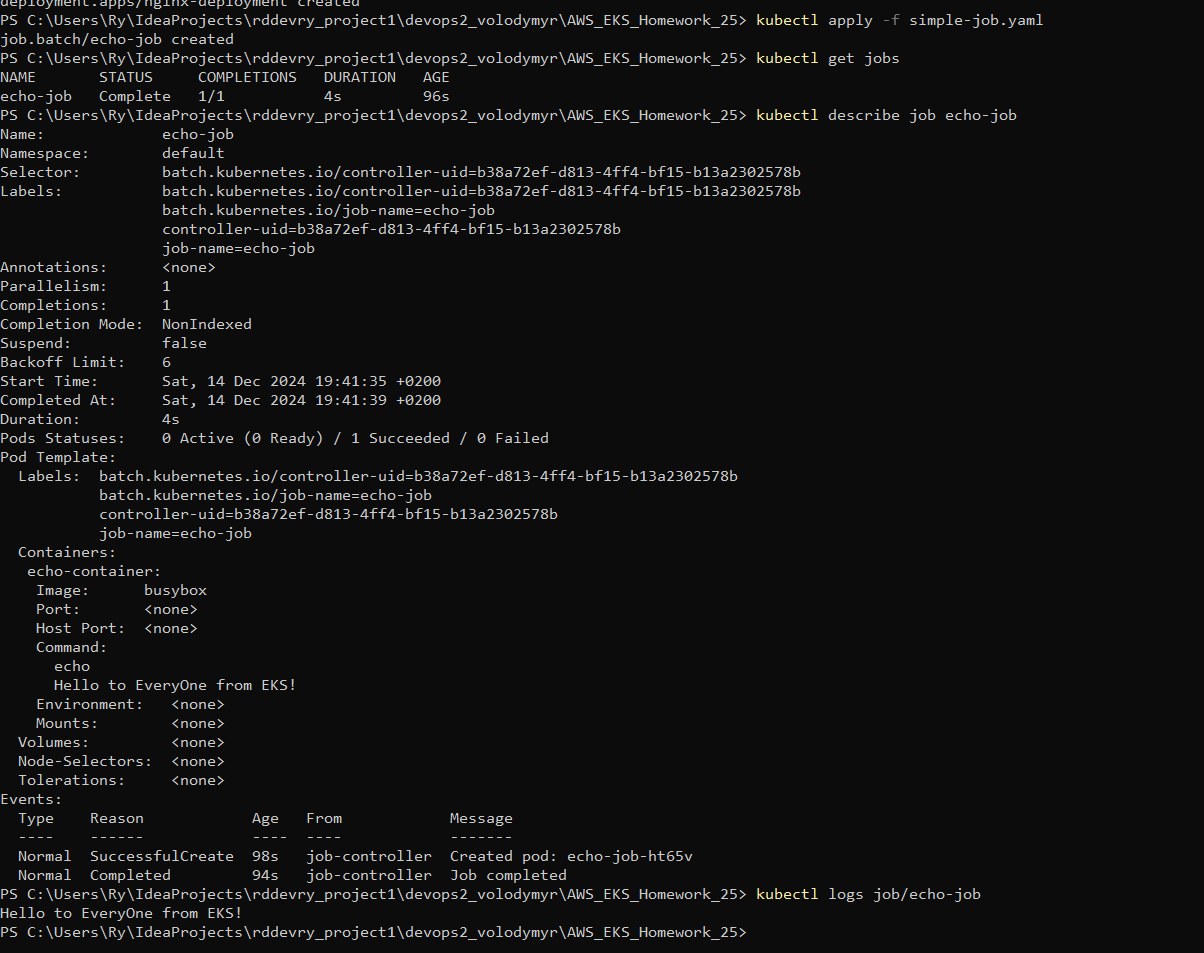 deployment.apps/nginx-deployment created
PS C:\Users\Ry\IdeaProjects\rddevry_project1\devops2_volodymyr\AWS_EKS_Homework_25> kubectl apply -f simple-job.yaml
job.batch/echo-job created
PS C:\Users\Ry\IdeaProjects\rddevry_project1\devops2_volodymyr\AWS_EKS_Homework_25> kubectl get jobs
NAME       STATUS     COMPLETIONS   DURATION   AGE
echo-job   Complete   1/1           4s         96s
PS C:\Users\Ry\IdeaProjects\rddevry_project1\devops2_volodymyr\AWS_EKS_Homework_25> kubectl describe job echo-job
Name:             echo-job
Namespace:        default
Selector:         batch.kubernetes.io/controller-uid=b38a72ef-d813-4ff4-bf15-b13a2302578b
Labels:           batch.kubernetes.io/controller-uid=b38a72ef-d813-4ff4-bf15-b13a2302578b
                  batch.kubernetes.io/job-name=echo-job
                  controller-uid=b38a72ef-d813-4ff4-bf15-b13a2302578b
                  job-name=echo-job
Annotations:      <none>
Parallelism:      1
Completions:      1
Completion Mode:  NonIndexed
Suspend:          false
Backoff Limit:    6
Start Time:       Sat, 14 Dec 2024 19:41:35 +0200
Completed At:     Sat, 14 Dec 2024 19:41:39 +0200
Duration:         4s
Pods Statuses:    0 Active (0 Ready) / 1 Succeeded / 0 Failed
Pod Template:
  Labels:  batch.kubernetes.io/controller-uid=b38a72ef-d813-4ff4-bf15-b13a2302578b
           batch.kubernetes.io/job-name=echo-job
           controller-uid=b38a72ef-d813-4ff4-bf15-b13a2302578b
           job-name=echo-job
  Containers:
   echo-container:
    Image:      busybox
    Port:       <none>
    Host Port:  <none>
    Command:
      echo
      Hello to EveryOne from EKS!
    Environment:   <none>
    Mounts:        <none>
  Volumes:         <none>
  Node-Selectors:  <none>
  Tolerations:     <none>
Events:
  Type    Reason            Age   From            Message
  ----    ------            ----  ----            -------
  Normal  SuccessfulCreate  98s   job-controller  Created pod: echo-job-ht65v
  Normal  Completed         94s   job-controller  Job completed
PS C:\Users\Ry\IdeaProjects\rddevry_project1\devops2_volodymyr\AWS_EKS_Homework_25> kubectl logs job/echo-job
Hello to EveryOne from EKS!
PS C:\Users\Ry\IdeaProjects\rddevry_project1\devops2_volodymyr\AWS_EKS_Homework_25>